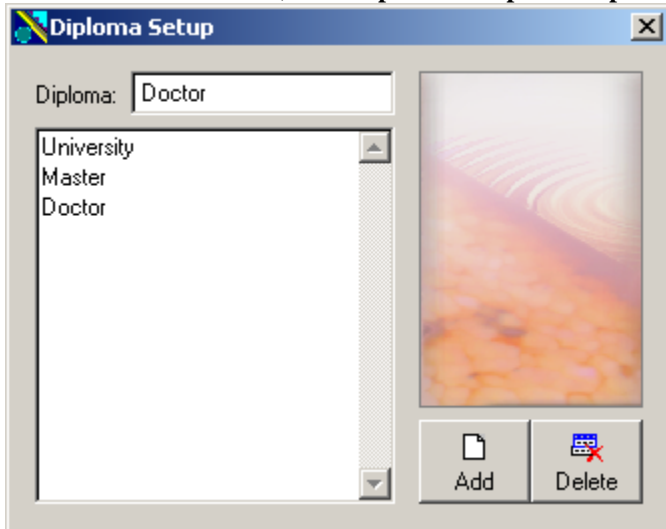 Diploma Setup
Diploma: Doctor
University
Master
Doctor
Add Delete